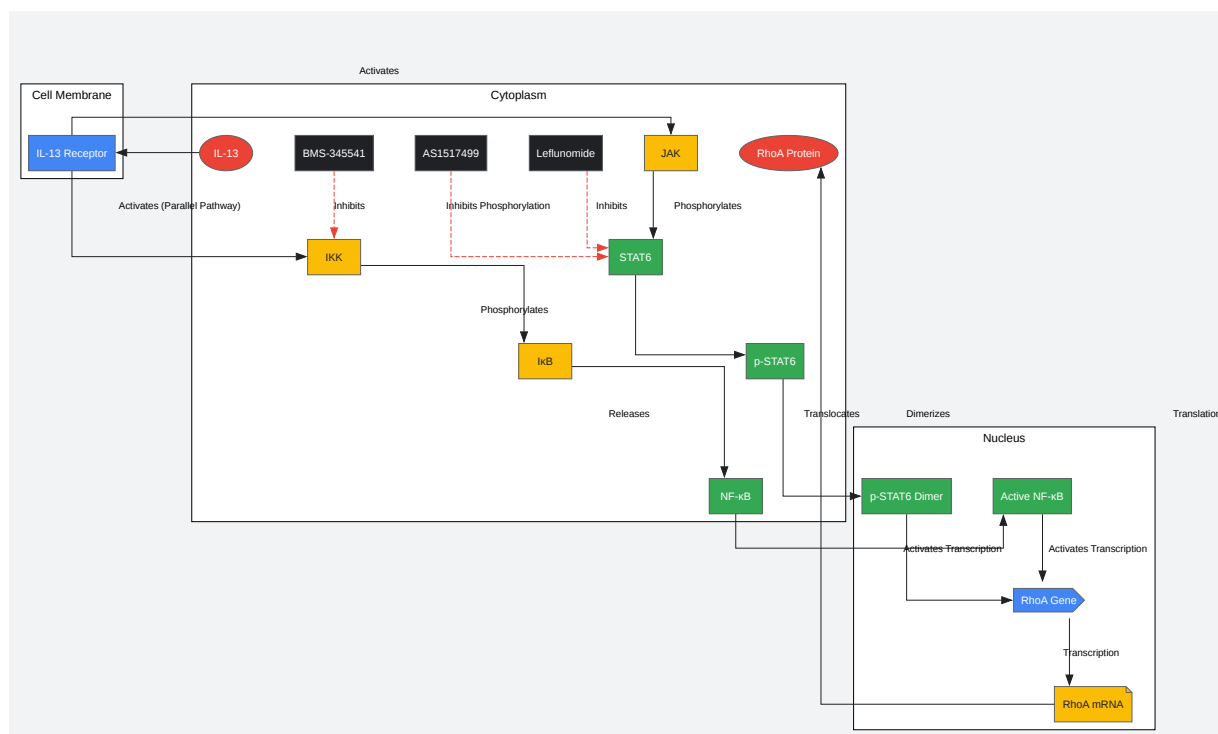 Activates
Cell Membrane
Cytoplasm
IL-13 Receptor
IL-13
BMS-345541
AS1517499
Leflunomide
JAK
RhoA Protein
Activates (Parallel Pathway)
Inhibits
Inhibits Phosphorylation
Inhibits
Phosphorylates
IKK
STAT6
Phosphorylates
IκB
p-STAT6
Releases
Translocates
Dimerizes
Translation
Nucleus
NF-κB
p-STAT6 Dimer
Active NF-κB
Activates Transcription
Activates Transcription
RhoA Gene
Transcription
RhoA mRNA